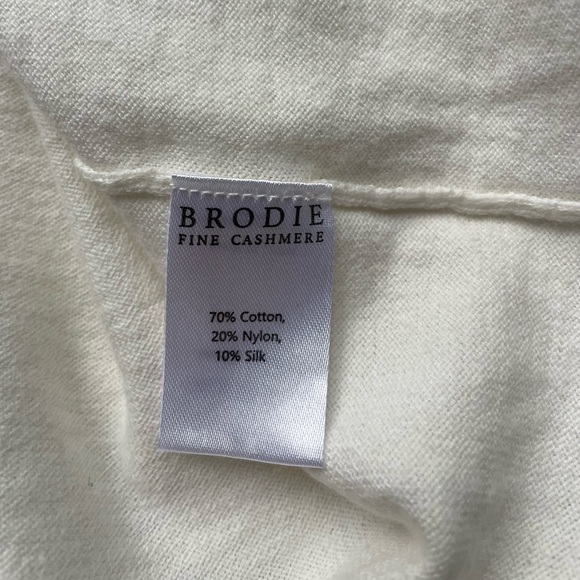 BRODIE
FINE CASHMERE
70% Cotton,
20% Nylon,
10% Silk